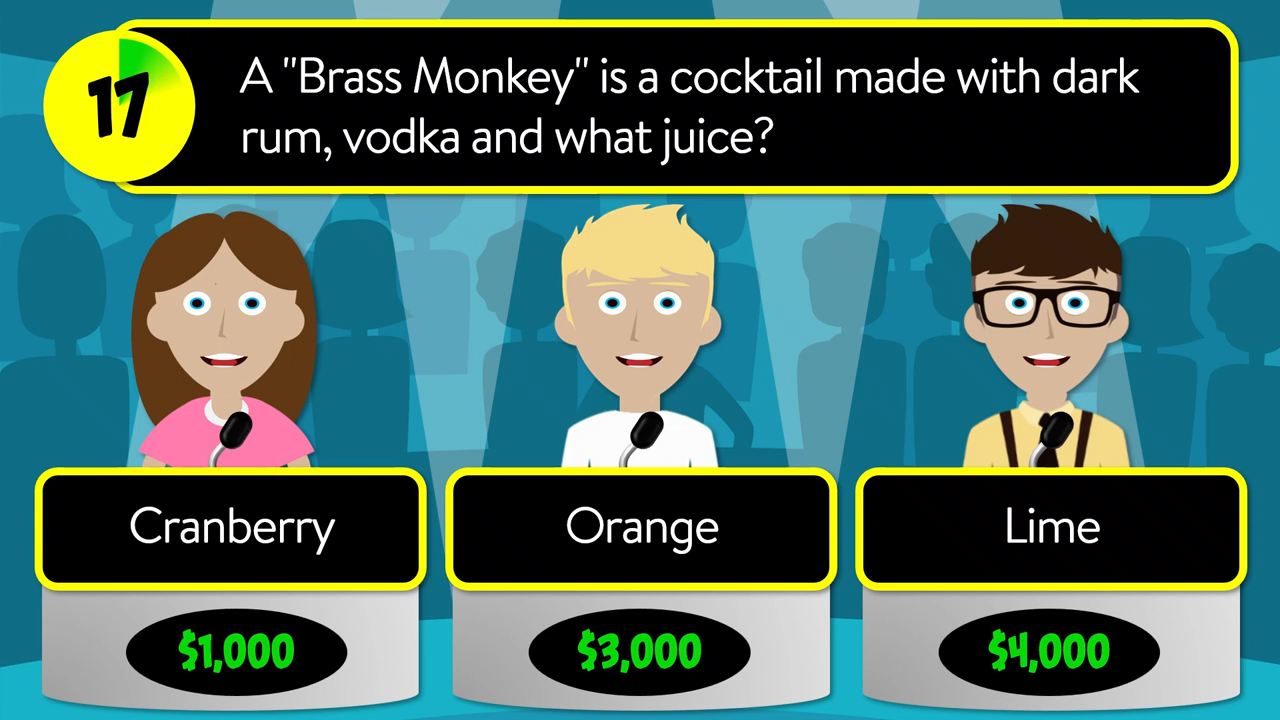 17
A "Brass Monkey" is a cocktail made with dark
rum, vodka and what juice?
Cranberry
Orange
Lime
$1,000
$3,000
$4,000